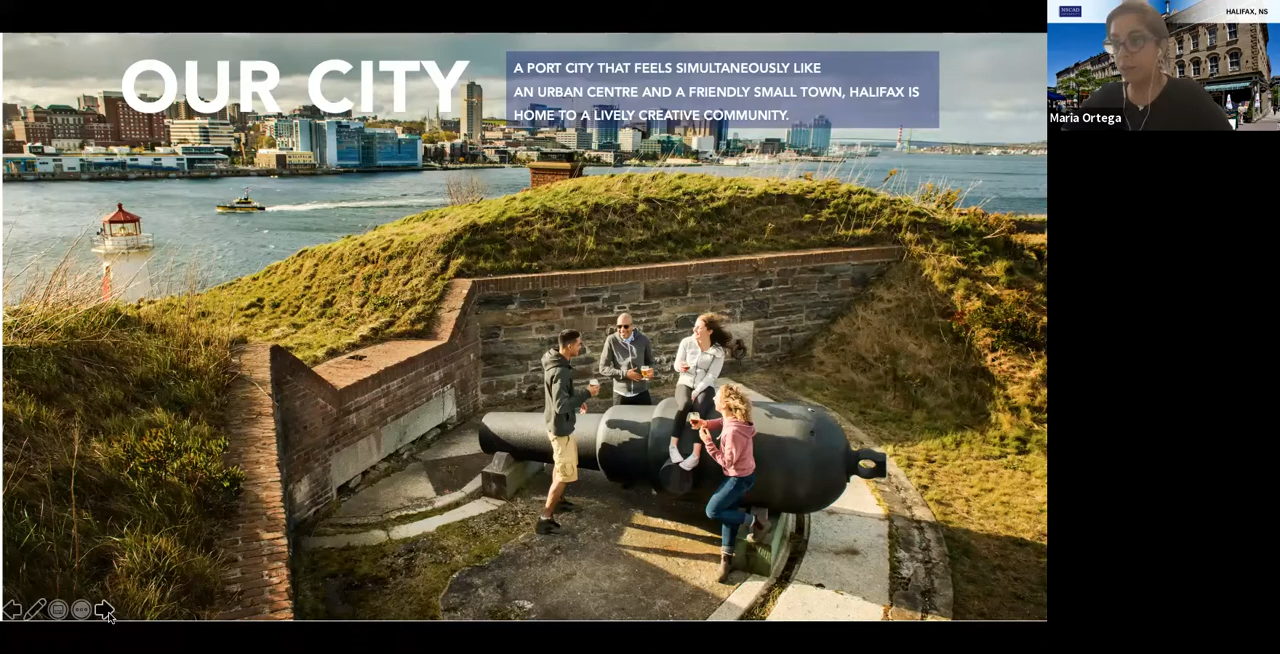 OUR CITY
A PORT CITY THAT FEELS SIMULTANEOUSLY LIKE
AN URBAN CENTRE AND A FRIENDLY SMALL TOWN, HALIFAX IS
HOME TO A LIVELY CREATIVE COMMUNITY.
NSCAD
HALIFAX, NS
Maria Ortega